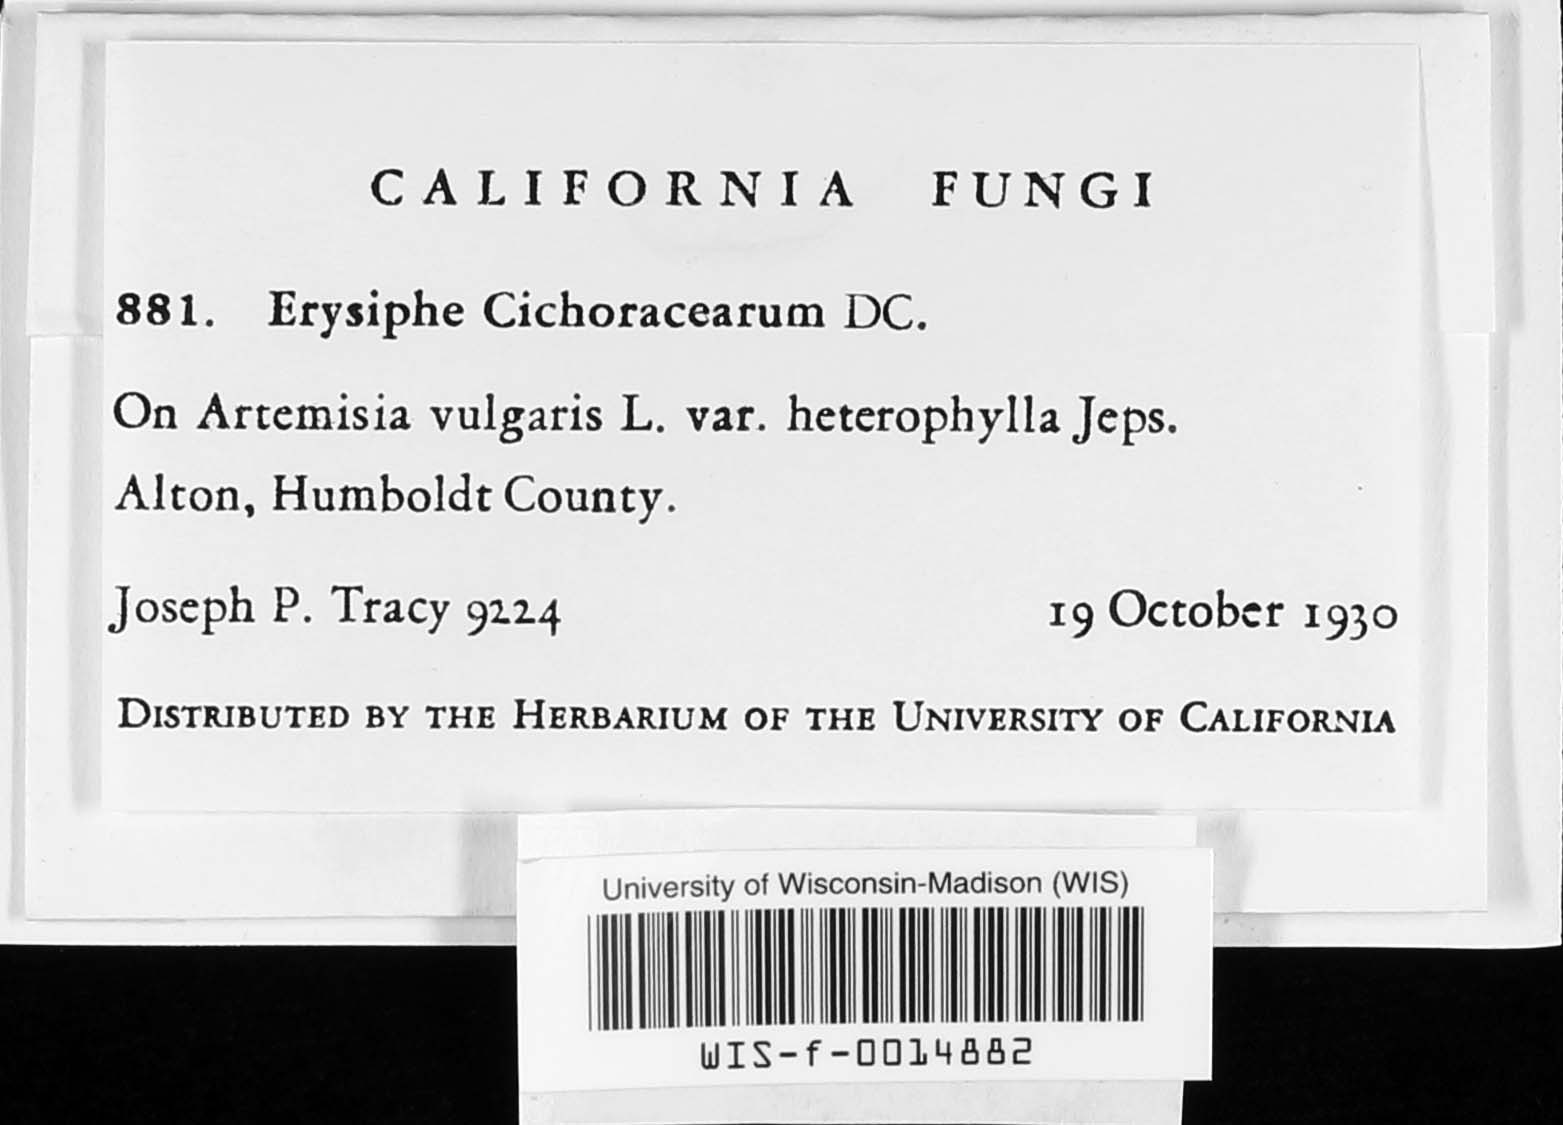 CALIFORNIA FUNGI
881. Erysiphe Cichoracearum DC.
On Artemisia vulgaris L. var. heterophylla Jeps.
Alton, Humboldt County.
Joseph P. Tracy 9224 19 October 1930
DISTRIBUTED BY THE HERBARIUM OF THE UNIVERSITY OF CALIFORNIA
University of Wisconsin-Madison (WIS)
WIS-f-0014882